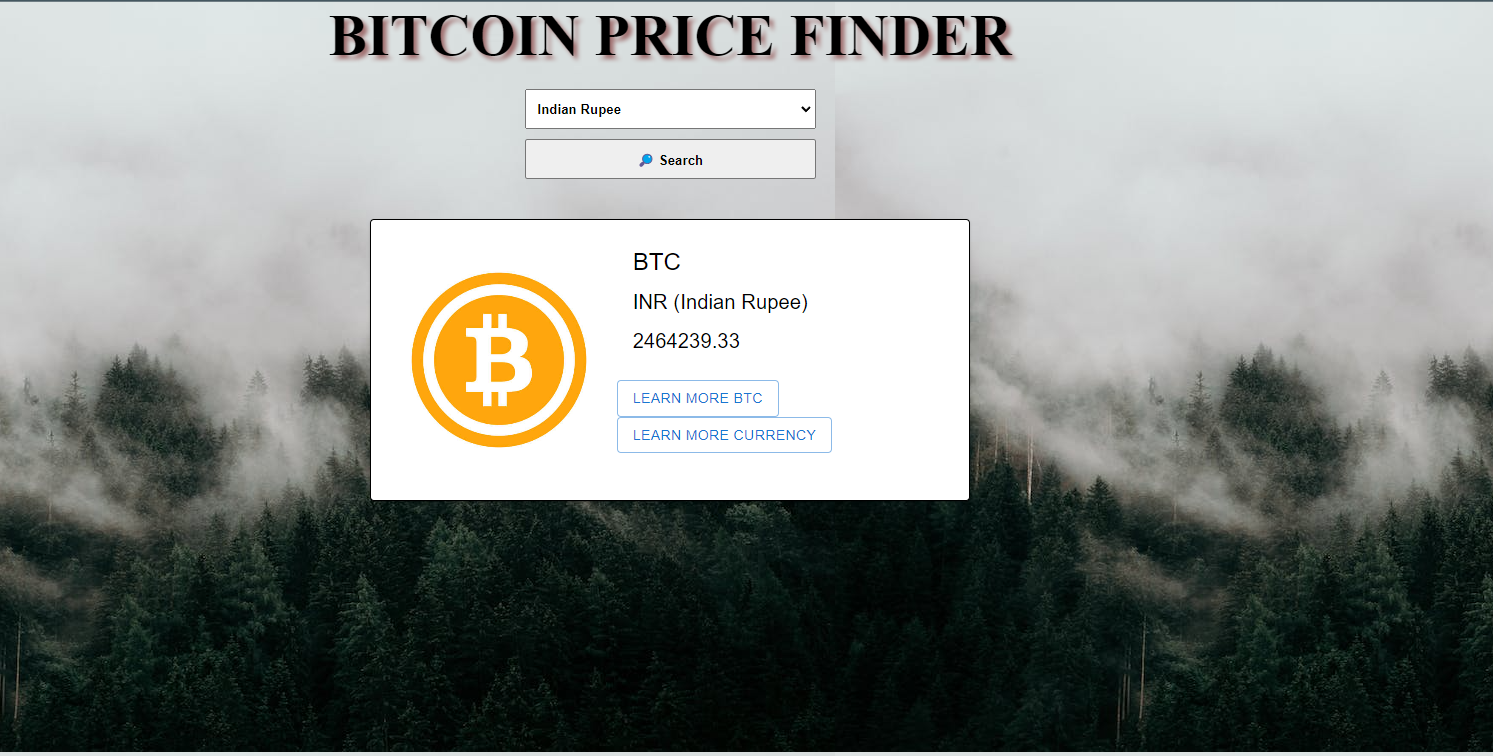 BITCOIN PRICE FINDER
Indian Rupee
🔎 Search
BTC
INR (Indian Rupee)
2464239.33
LEARN MORE BTC
LEARN MORE CURRENCY